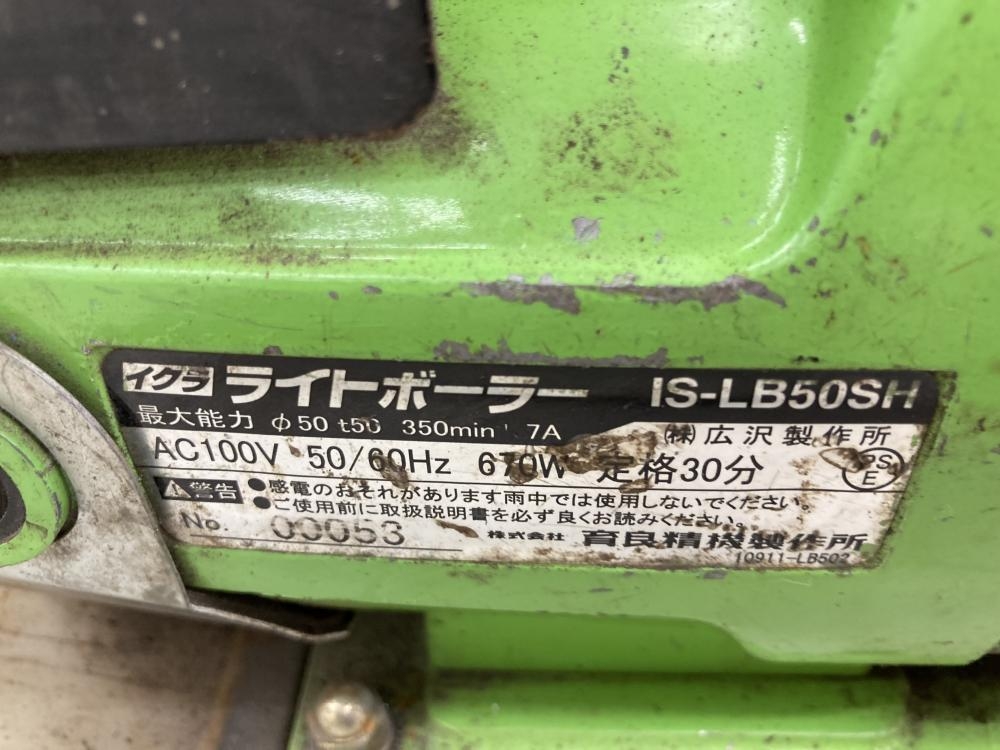 イクラ ライトボーラー IS-LB50SH
最大能力 φ50 t50 350min⁻¹ 7A
㈱広沢製作所
AC100V 50/60Hz 670W 定格30分
PS E
警告 ●感電のおそれがあります雨中では使用しないでください。
●ご使用前に取扱説明書を必ず良くお読みください。
No. 00053 株式会社 育良精機製作所
10911-LB502